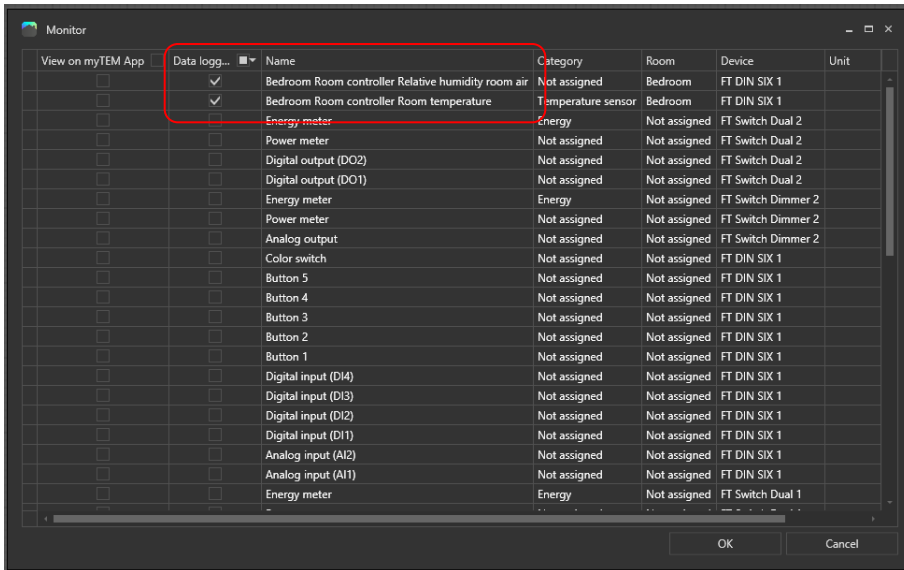 Monitor
View on myTEM App Data logg... Name Category Room Device Unit
Bedroom Room controller Relative humidity room air Not assigned Bedroom FT DIN SIX 1
Bedroom Room controller Room temperature Temperature sensor Bedroom FT DIN SIX 1
Energy meter Energy Not assigned FT Switch Dual 2
Power meter Not assigned Not assigned FT Switch Dual 2
Digital output (DO2) Not assigned Not assigned FT Switch Dual 2
Digital output (DO1) Not assigned Not assigned FT Switch Dual 2
Energy meter Energy Not assigned FT Switch Dimmer 2
Power meter Not assigned Not assigned FT Switch Dimmer 2
Analog output Not assigned Not assigned FT Switch Dimmer 2
Color switch Not assigned Not assigned FT DIN SIX 1
Button 5 Not assigned Not assigned FT DIN SIX 1
Button 4 Not assigned Not assigned FT DIN SIX 1
Button 3 Not assigned Not assigned FT DIN SIX 1
Button 2 Not assigned Not assigned FT DIN SIX 1
Button 1 Not assigned Not assigned FT DIN SIX 1
Digital input (DI4) Not assigned Not assigned FT DIN SIX 1
Digital input (DI3) Not assigned Not assigned FT DIN SIX 1
Digital input (DI2) Not assigned Not assigned FT DIN SIX 1
Digital input (DI1) Not assigned Not assigned FT DIN SIX 1
Analog input (AI2) Not assigned Not assigned FT DIN SIX 1
Analog input (AI1) Not assigned Not assigned FT DIN SIX 1
Energy meter Energy Not assigned FT Switch Dual 1
OK Cancel